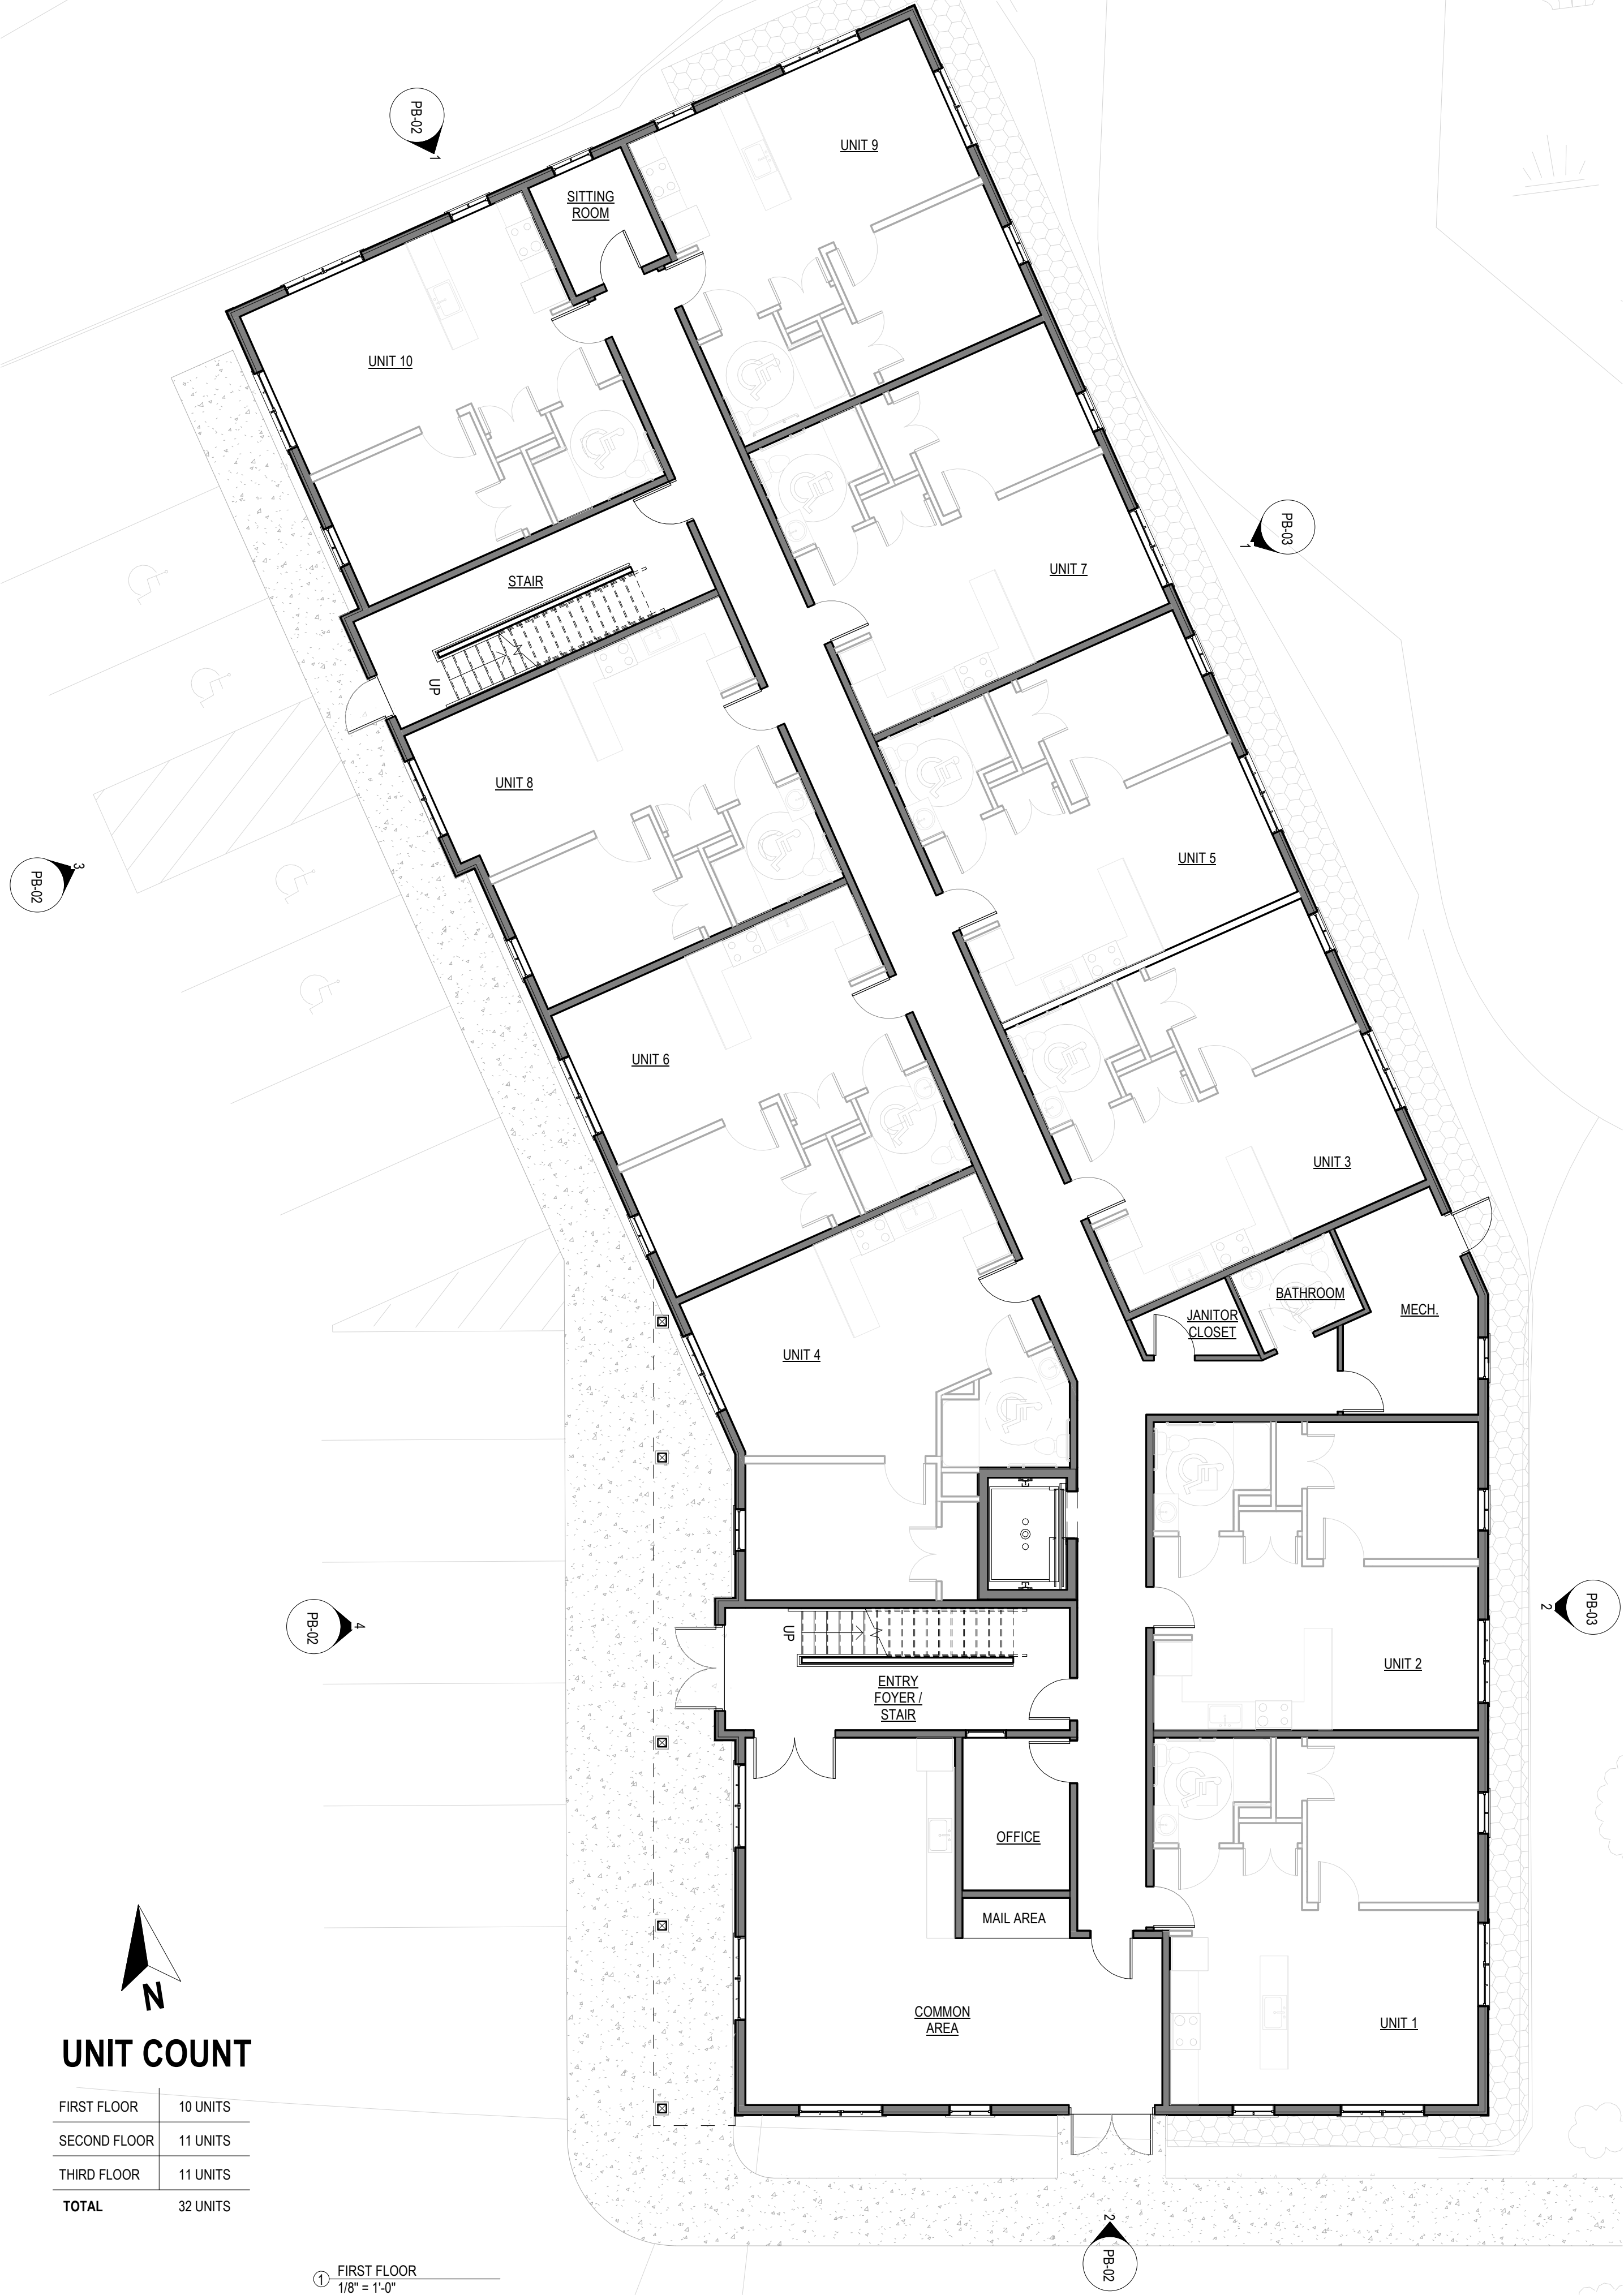 PB-02
1
UNIT 9
SITTING
ROOM
UNIT 10
PB-03
1
UNIT 7
STAIR
UP
UNIT 8
UNIT 5
3
PB-02
UNIT 6
UNIT 3
BATHROOM
MECH.
JANITOR
CLOSET
UNIT 4
PB-02
4
UP
2
PB-03
UNIT 2
ENTRY
FOYER /
STAIR
OFFICE
MAIL AREA
COMMON
AREA
UNIT 1
N
UNIT COUNT
FIRST FLOOR 10 UNITS
SECOND FLOOR 11 UNITS
THIRD FLOOR 11 UNITS
TOTAL 32 UNITS
2
PB-02
1 FIRST FLOOR
1/8" = 1'-0"